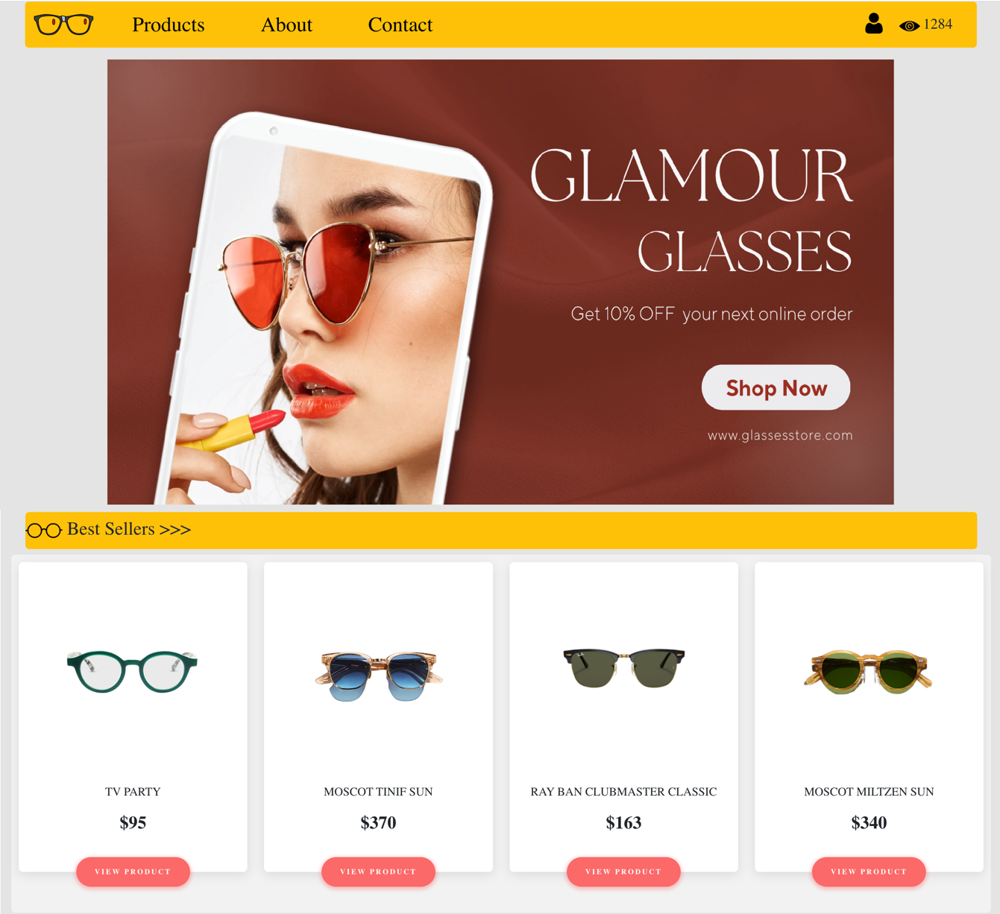 Products About Contact 1284
GLAMOUR
GLASSES
Get 10% OFF your next online order
Shop Now
www.glassesstore.com
Best Sellers >>>
TV PARTY
$95
VIEW PRODUCT
MOSCOT TINIF SUN
$370
VIEW PRODUCT
RAY BAN CLUBMASTER CLASSIC
$163
VIEW PRODUCT
MOSCOT MILTZEN SUN
$340
VIEW PRODUCT